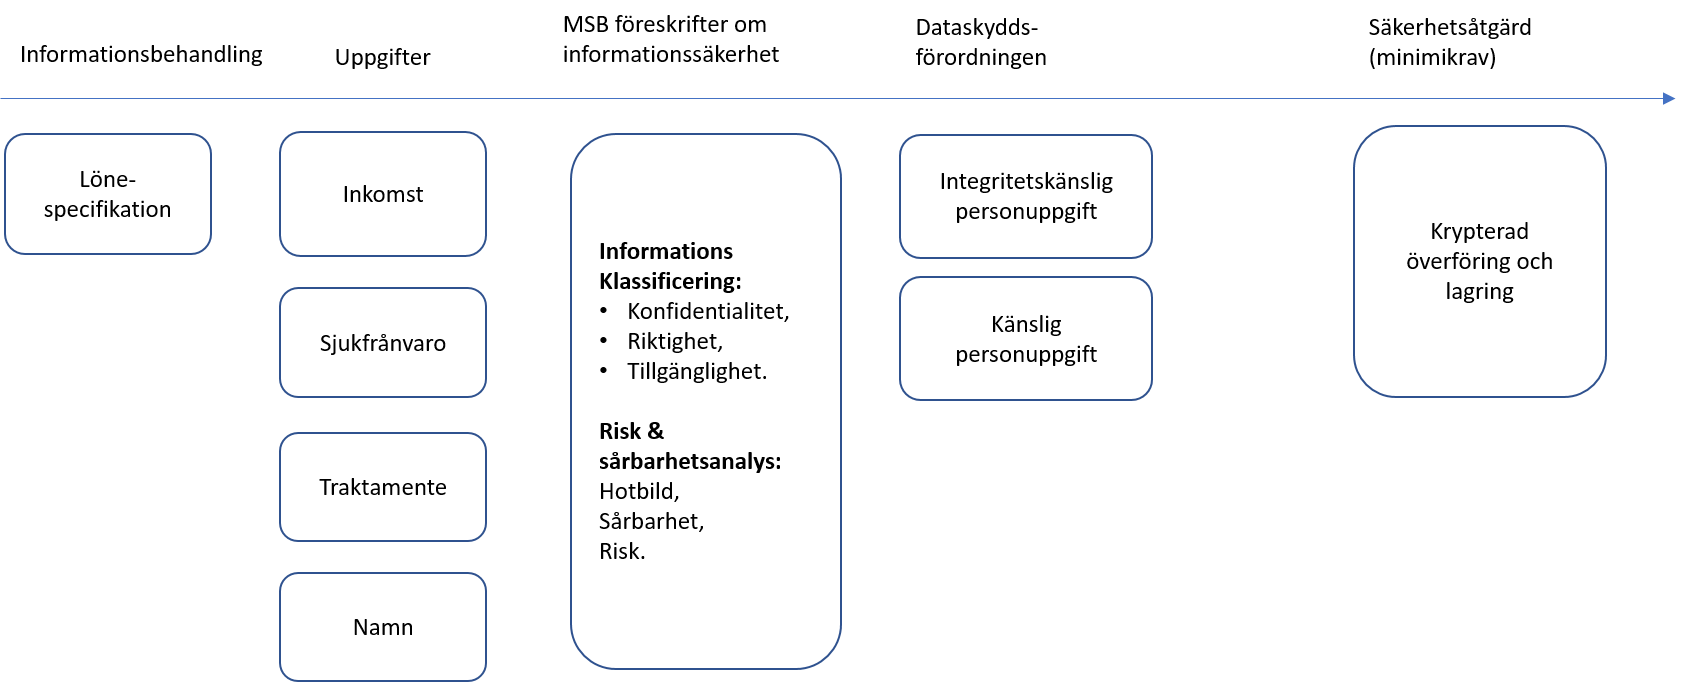 Informationsbehandling
Uppgifter
MSB föreskrifter om
informationssäkerhet
Dataskydds-
förordningen
Säkerhetsåtgärd
(minimikrav)
Löne-
specifikation
Inkomst
Sjukfrånvaro
Traktamente
Namn
Informations
Klassificering:
• Konfidentialitet,
• Riktighet,
• Tillgänglighet.
Risk &
sårbarhetsanalys:
Hotbild,
Sårbarhet,
Risk.
Integritetskänslig
personuppgift
Känslig
personuppgift
Krypterad
överföring och
lagring